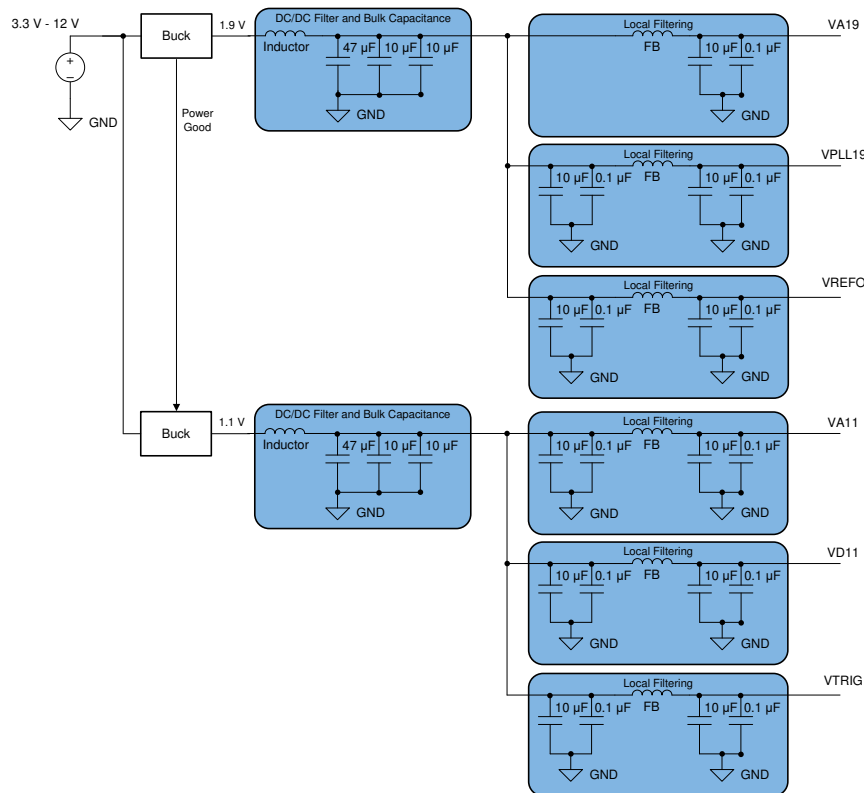 3.3 V - 12 V
Buck
1.9 V
DC/DC Filter and Bulk Capacitance
Inductor
47 µF
10 µF
10 µF
GND
GND
Power
Good
Local Filtering
FB
10 µF
0.1 µF
GND
VA19
Local Filtering
10 µF
0.1 µF
FB
10 µF
0.1 µF
GND
GND
VPLL19
Local Filtering
10 µF
0.1 µF
FB
10 µF
0.1 µF
GND
GND
VREFO
Buck
1.1 V
DC/DC Filter and Bulk Capacitance
Inductor
47 µF
10 µF
10 µF
GND
Local Filtering
10 µF
0.1 µF
FB
10 µF
0.1 µF
GND
GND
VA11
Local Filtering
10 µF
0.1 µF
FB
10 µF
0.1 µF
GND
GND
VD11
Local Filtering
10 µF
0.1 µF
FB
10 µF
0.1 µF
GND
GND
VTRIG